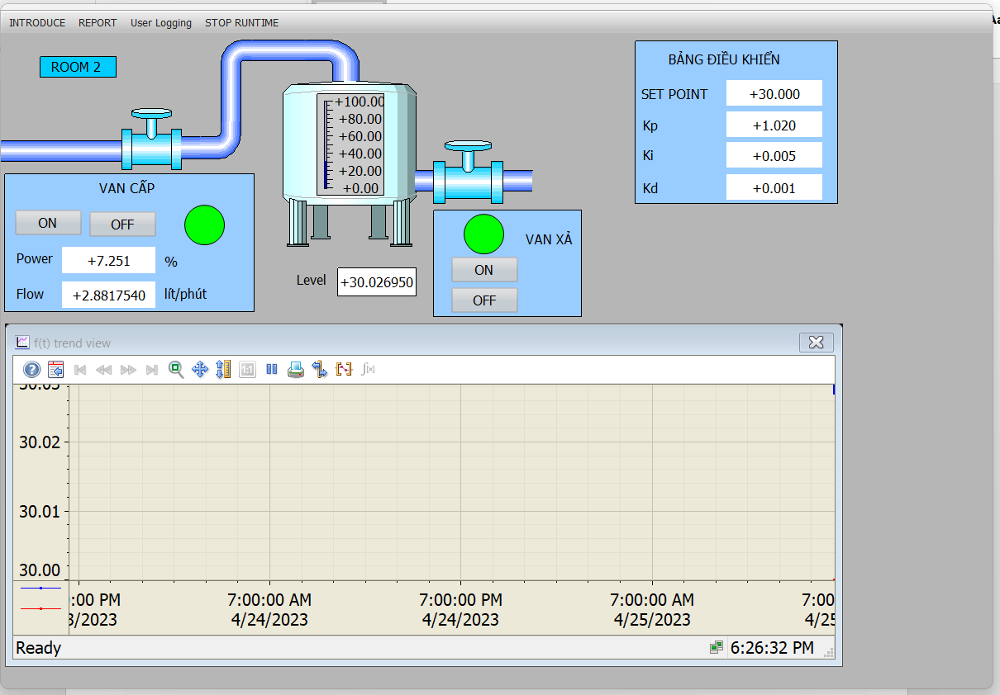 INTRODUCE REPORT User Logging STOP RUNTIME
ROOM 2
+100.00
+80.00
+60.00
+40.00
+20.00
+0.00
BẢNG ĐIỀU KHIỂN
SET POINT +30.000
Kp +1.020
Ki +0.005
Kd +0.001
VAN CẤP
ON OFF
Power +7.251 %
Flow +2.8817540 lít/phút
Level +30.026950
VAN XẢ
ON
OFF
f(t) trend view
30.03
30.02
30.01
30.00
:00 PM 7:00:00 AM 7:00:00 PM 7:00:00 AM 7:00
3/2023 4/24/2023 4/24/2023 4/25/2023 4/25
Ready 6:26:32 PM